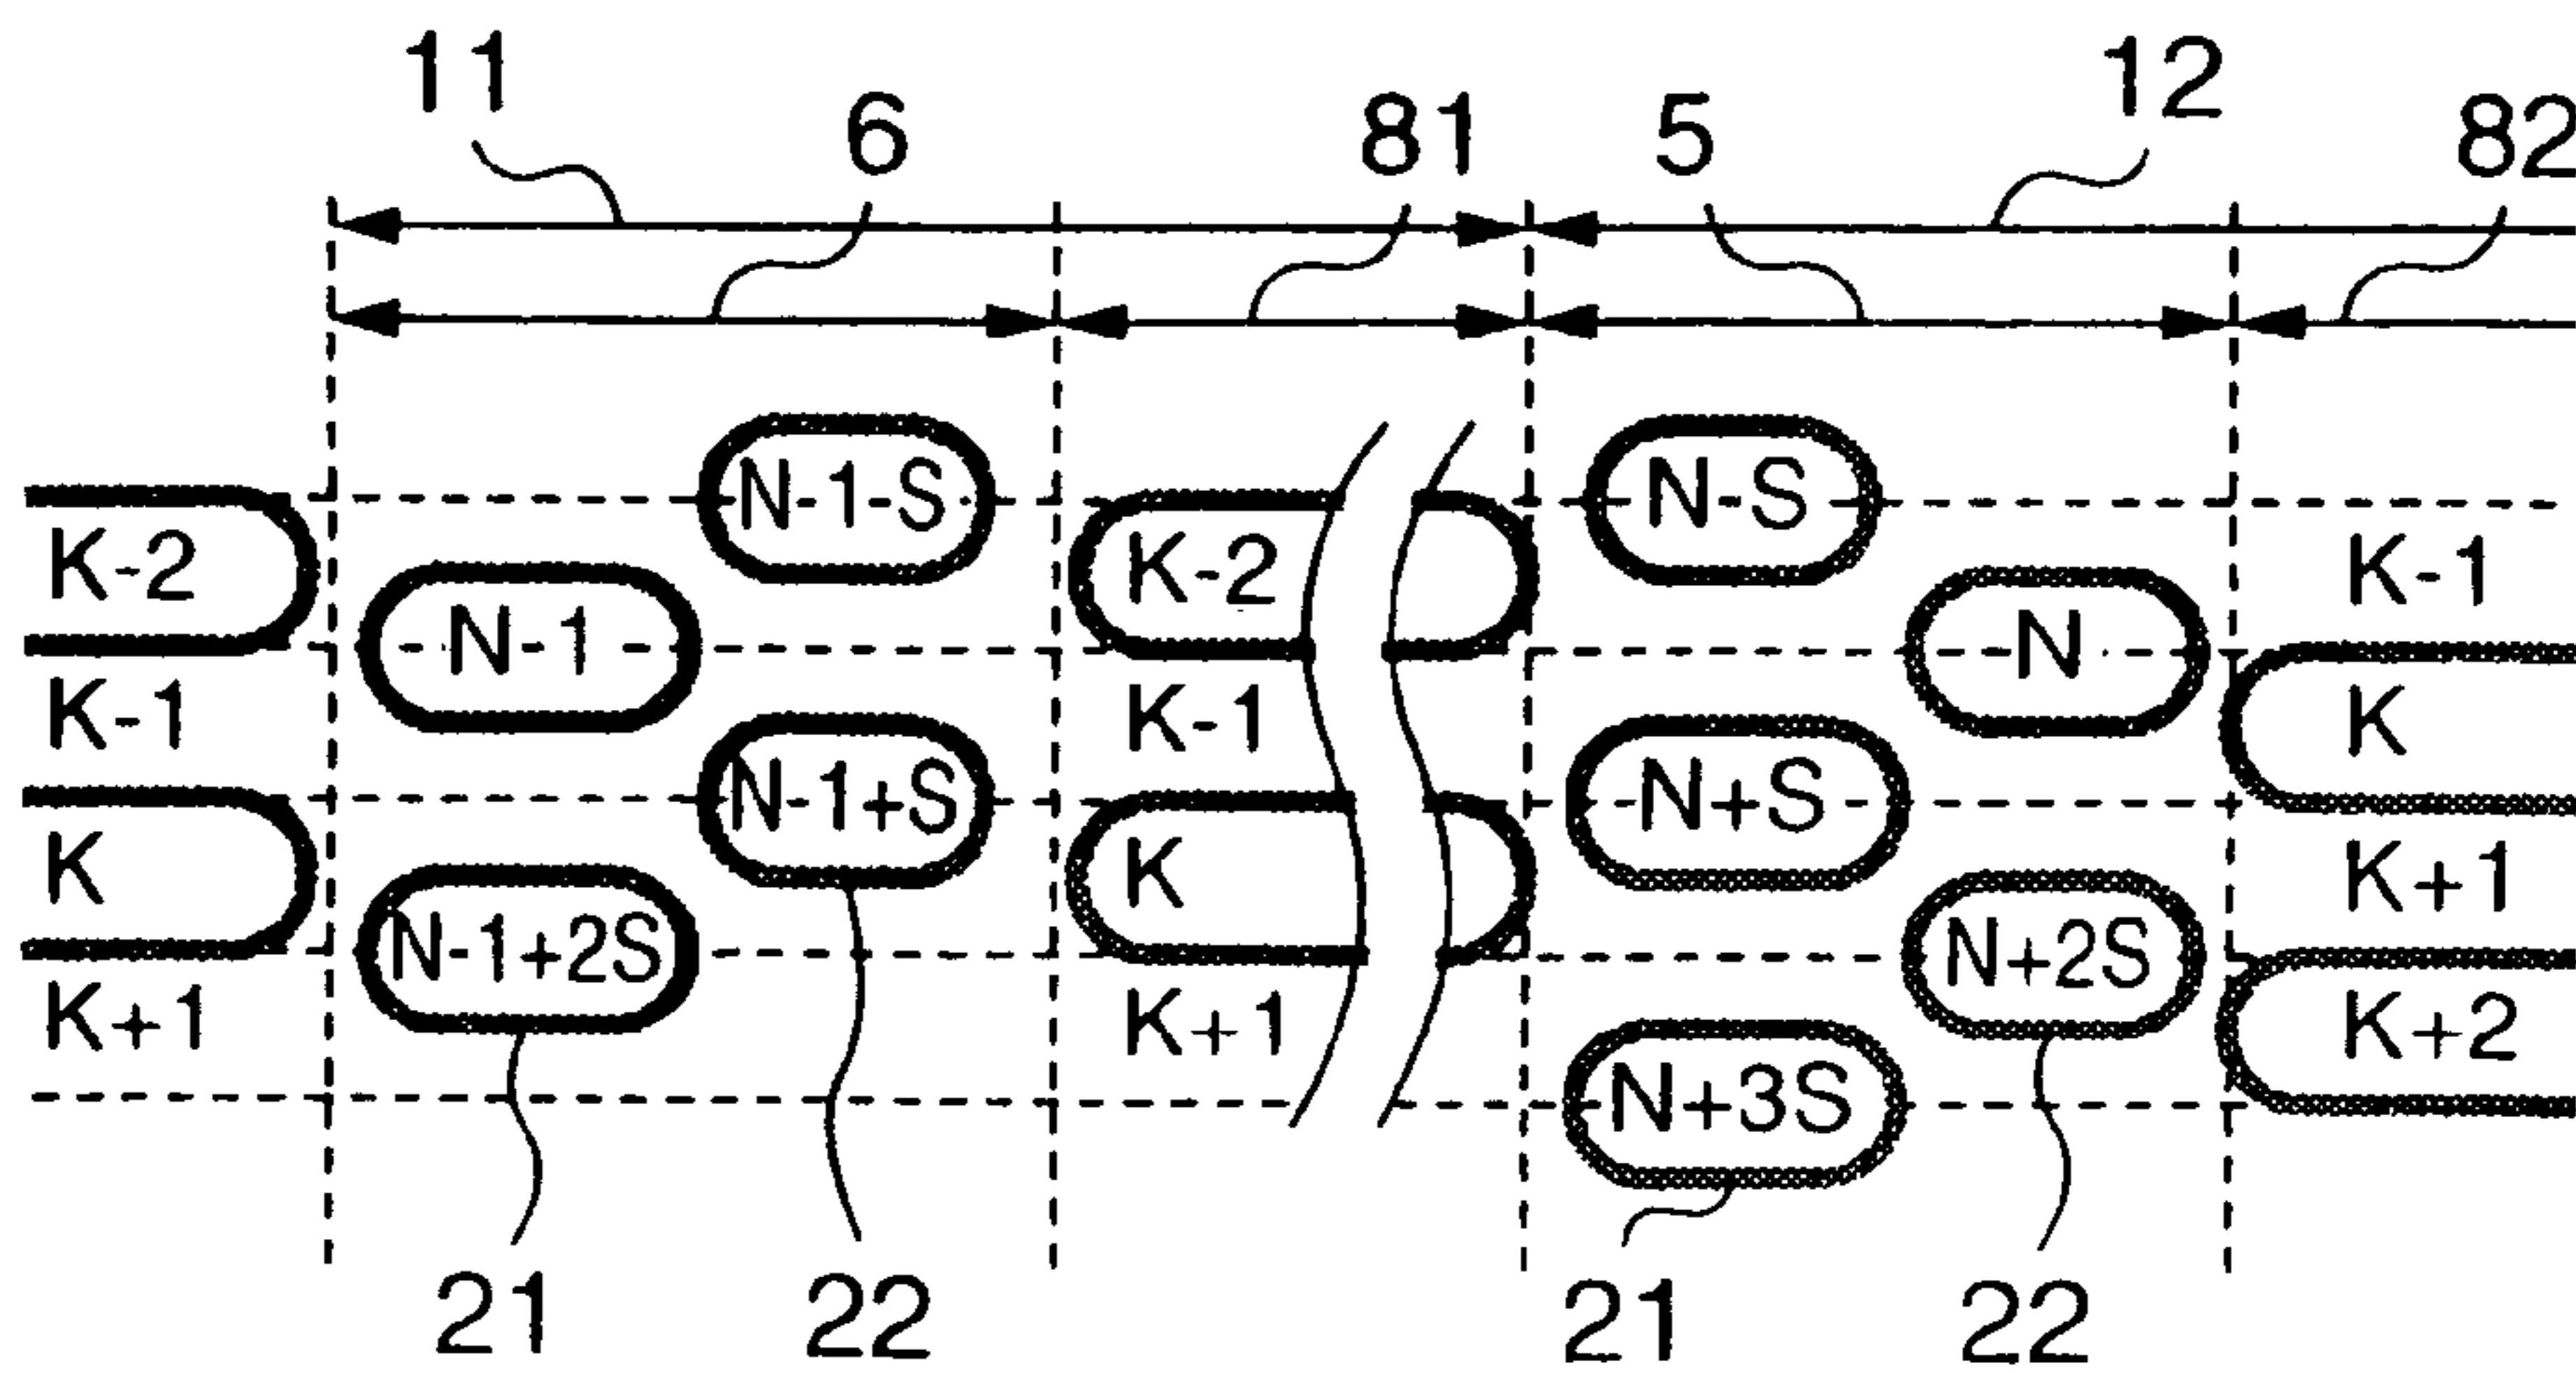 11 12
6 81 5 82
N-1-S N-S
K-2 K-2 K-1
N-1 N
K-1 K-1 K
N-1+S N+S
K K K+1
N-1+2S N+2S
K+1 K+1 K+2
N+3S
21 22 21 22